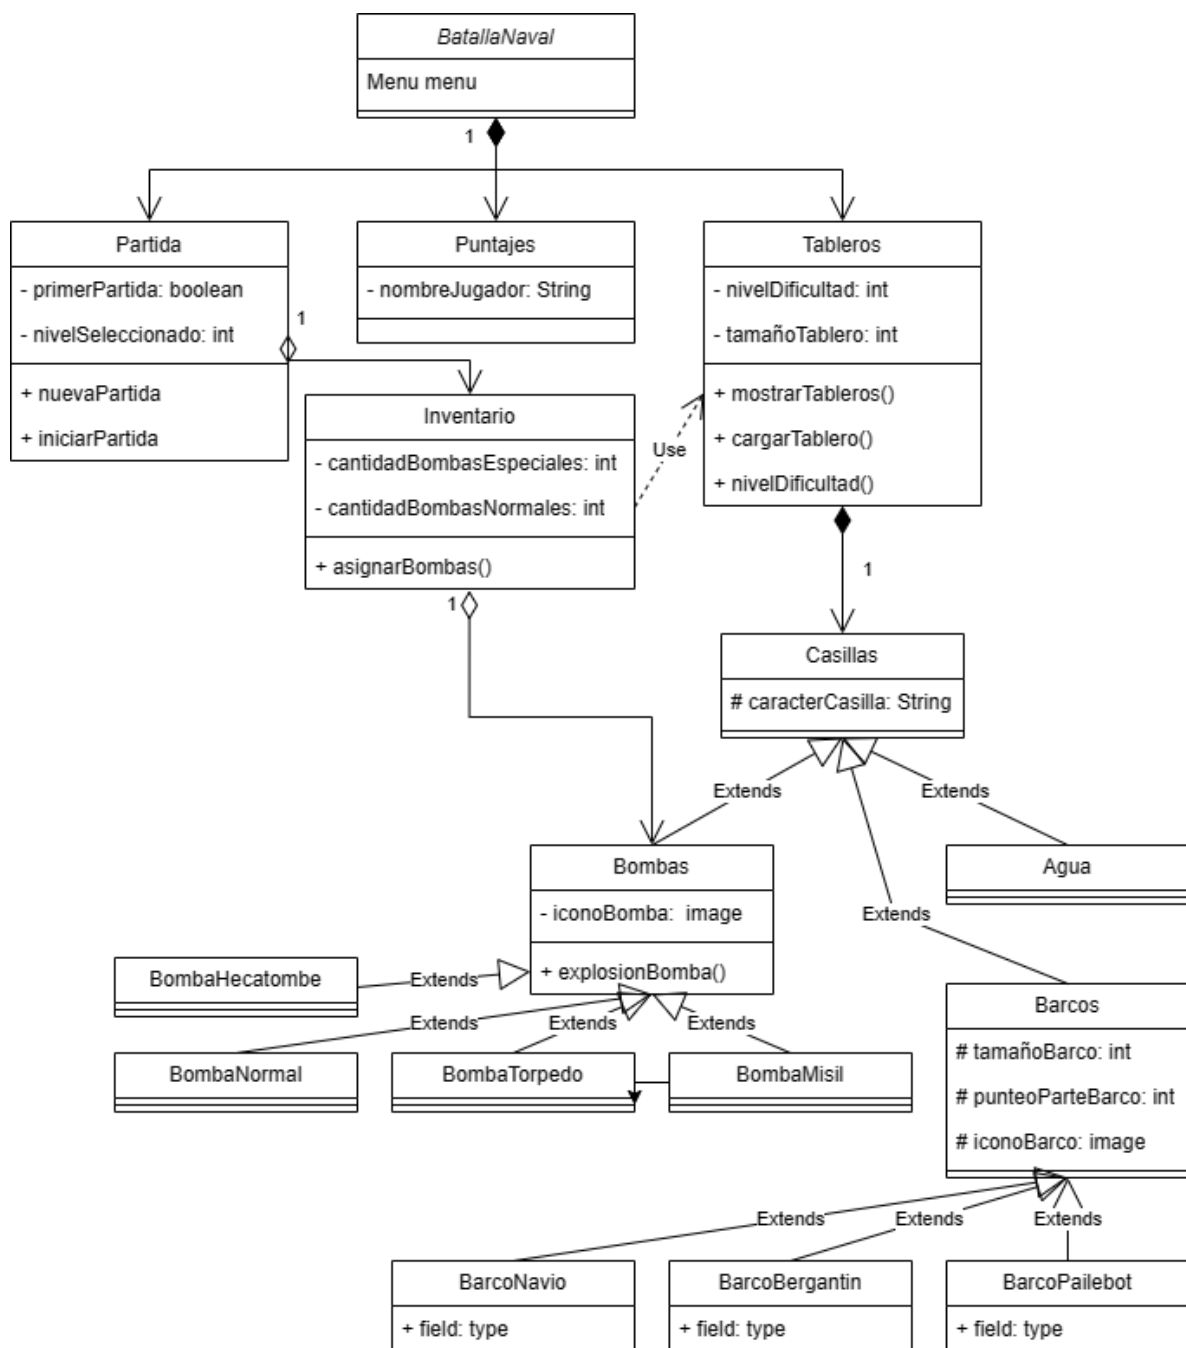 BatallaNaval
Menu menu
1
Partida
- primerPartida: boolean
- nivelSeleccionado: int
+ nuevaPartida
+ iniciarPartida
1
Puntajes
- nombreJugador: String
Tableros
- nivelDificultad: int
- tamañoTablero: int
+ mostrarTableros()
+ cargarTablero()
+ nivelDificultad()
Inventario
- cantidadBombasEspeciales: int
- cantidadBombasNormales: int
+ asignarBombas()
Use
1
1
Casillas
# caracterCasilla: String
Extends
Extends
Extends
Bombas
- iconoBomba:  image
+ explosionBomba()
Agua
BombaHecatombe
Extends
Extends
Extends
Extends
BombaNormal
BombaTorpedo
BombaMisil
Barcos
# tamañoBarco: int
# punteoParteBarco: int
# iconoBarco: image
Extends
Extends
Extends
BarcoNavio
+ field: type
BarcoBergantin
+ field: type
BarcoPailebot
+ field: type